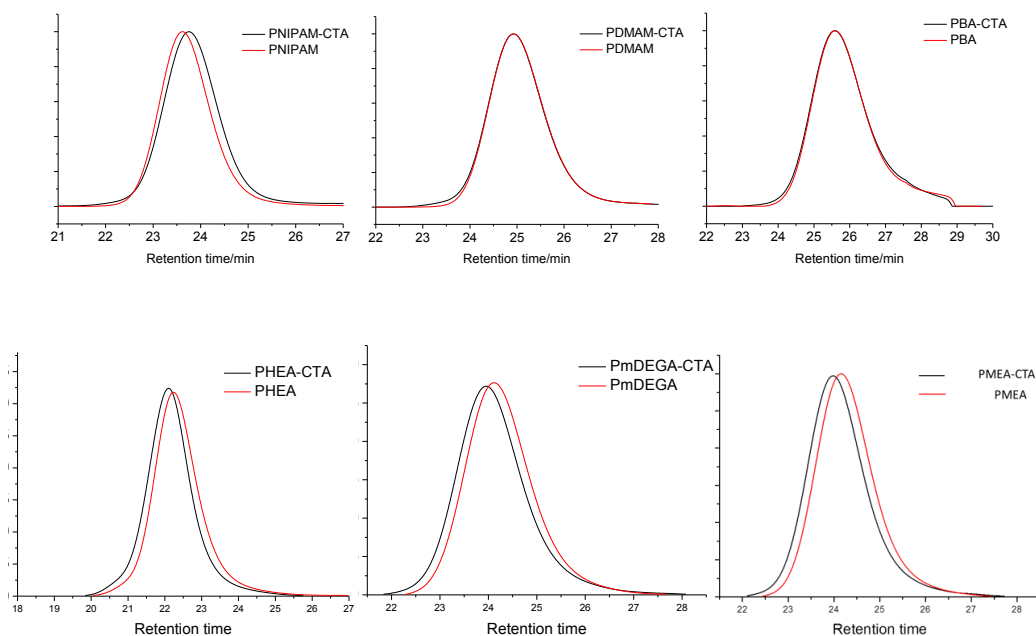 PNIPAM-CTA
PNIPAM
21 22 23 24 25 26 27
Retention time/min
PDMAM-CTA
PDMAM
22 23 24 25 26 27 28
Retention time/min
PBA-CTA
PBA
22 23 24 25 26 27 28 29 30
Retention time/min
PHEA-CTA
PHEA
18 19 20 21 22 23 24 25 26 27
Retention time
PmDEGA-CTA
PmDEGA
22 23 24 25 26 27 28
Retention time
PMEA-CTA
PMEA
22 23 24 25 26 27 28
Retention time